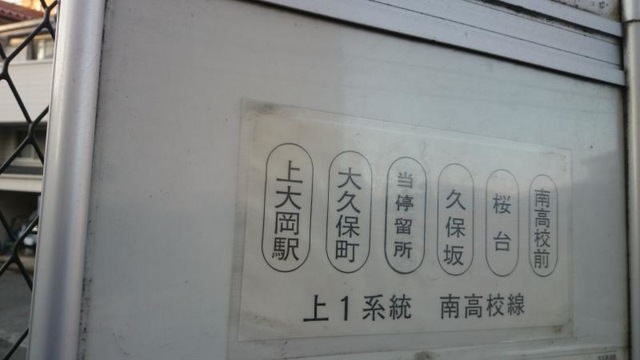 上大岡駅
大久保町
当停留所
久保坂
桜台
南高校前
上1系統 南高校線